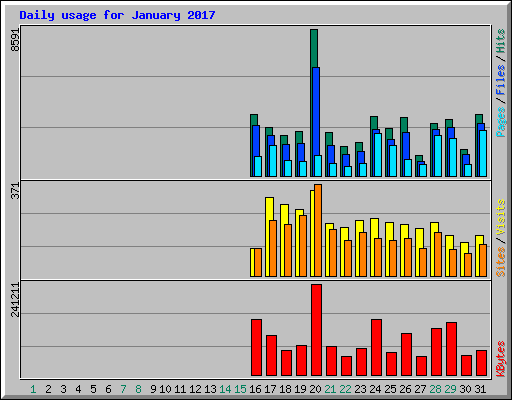 Daily usage for January 2017
8591
Pages / Files / Hits
371
Sites / Visits
241211
KBytes
1 2 3 4 5 6 7 8 9 10 11 12 13 14 15 16 17 18 19 20 21 22 23 24 25 26 27 28 29 30 31